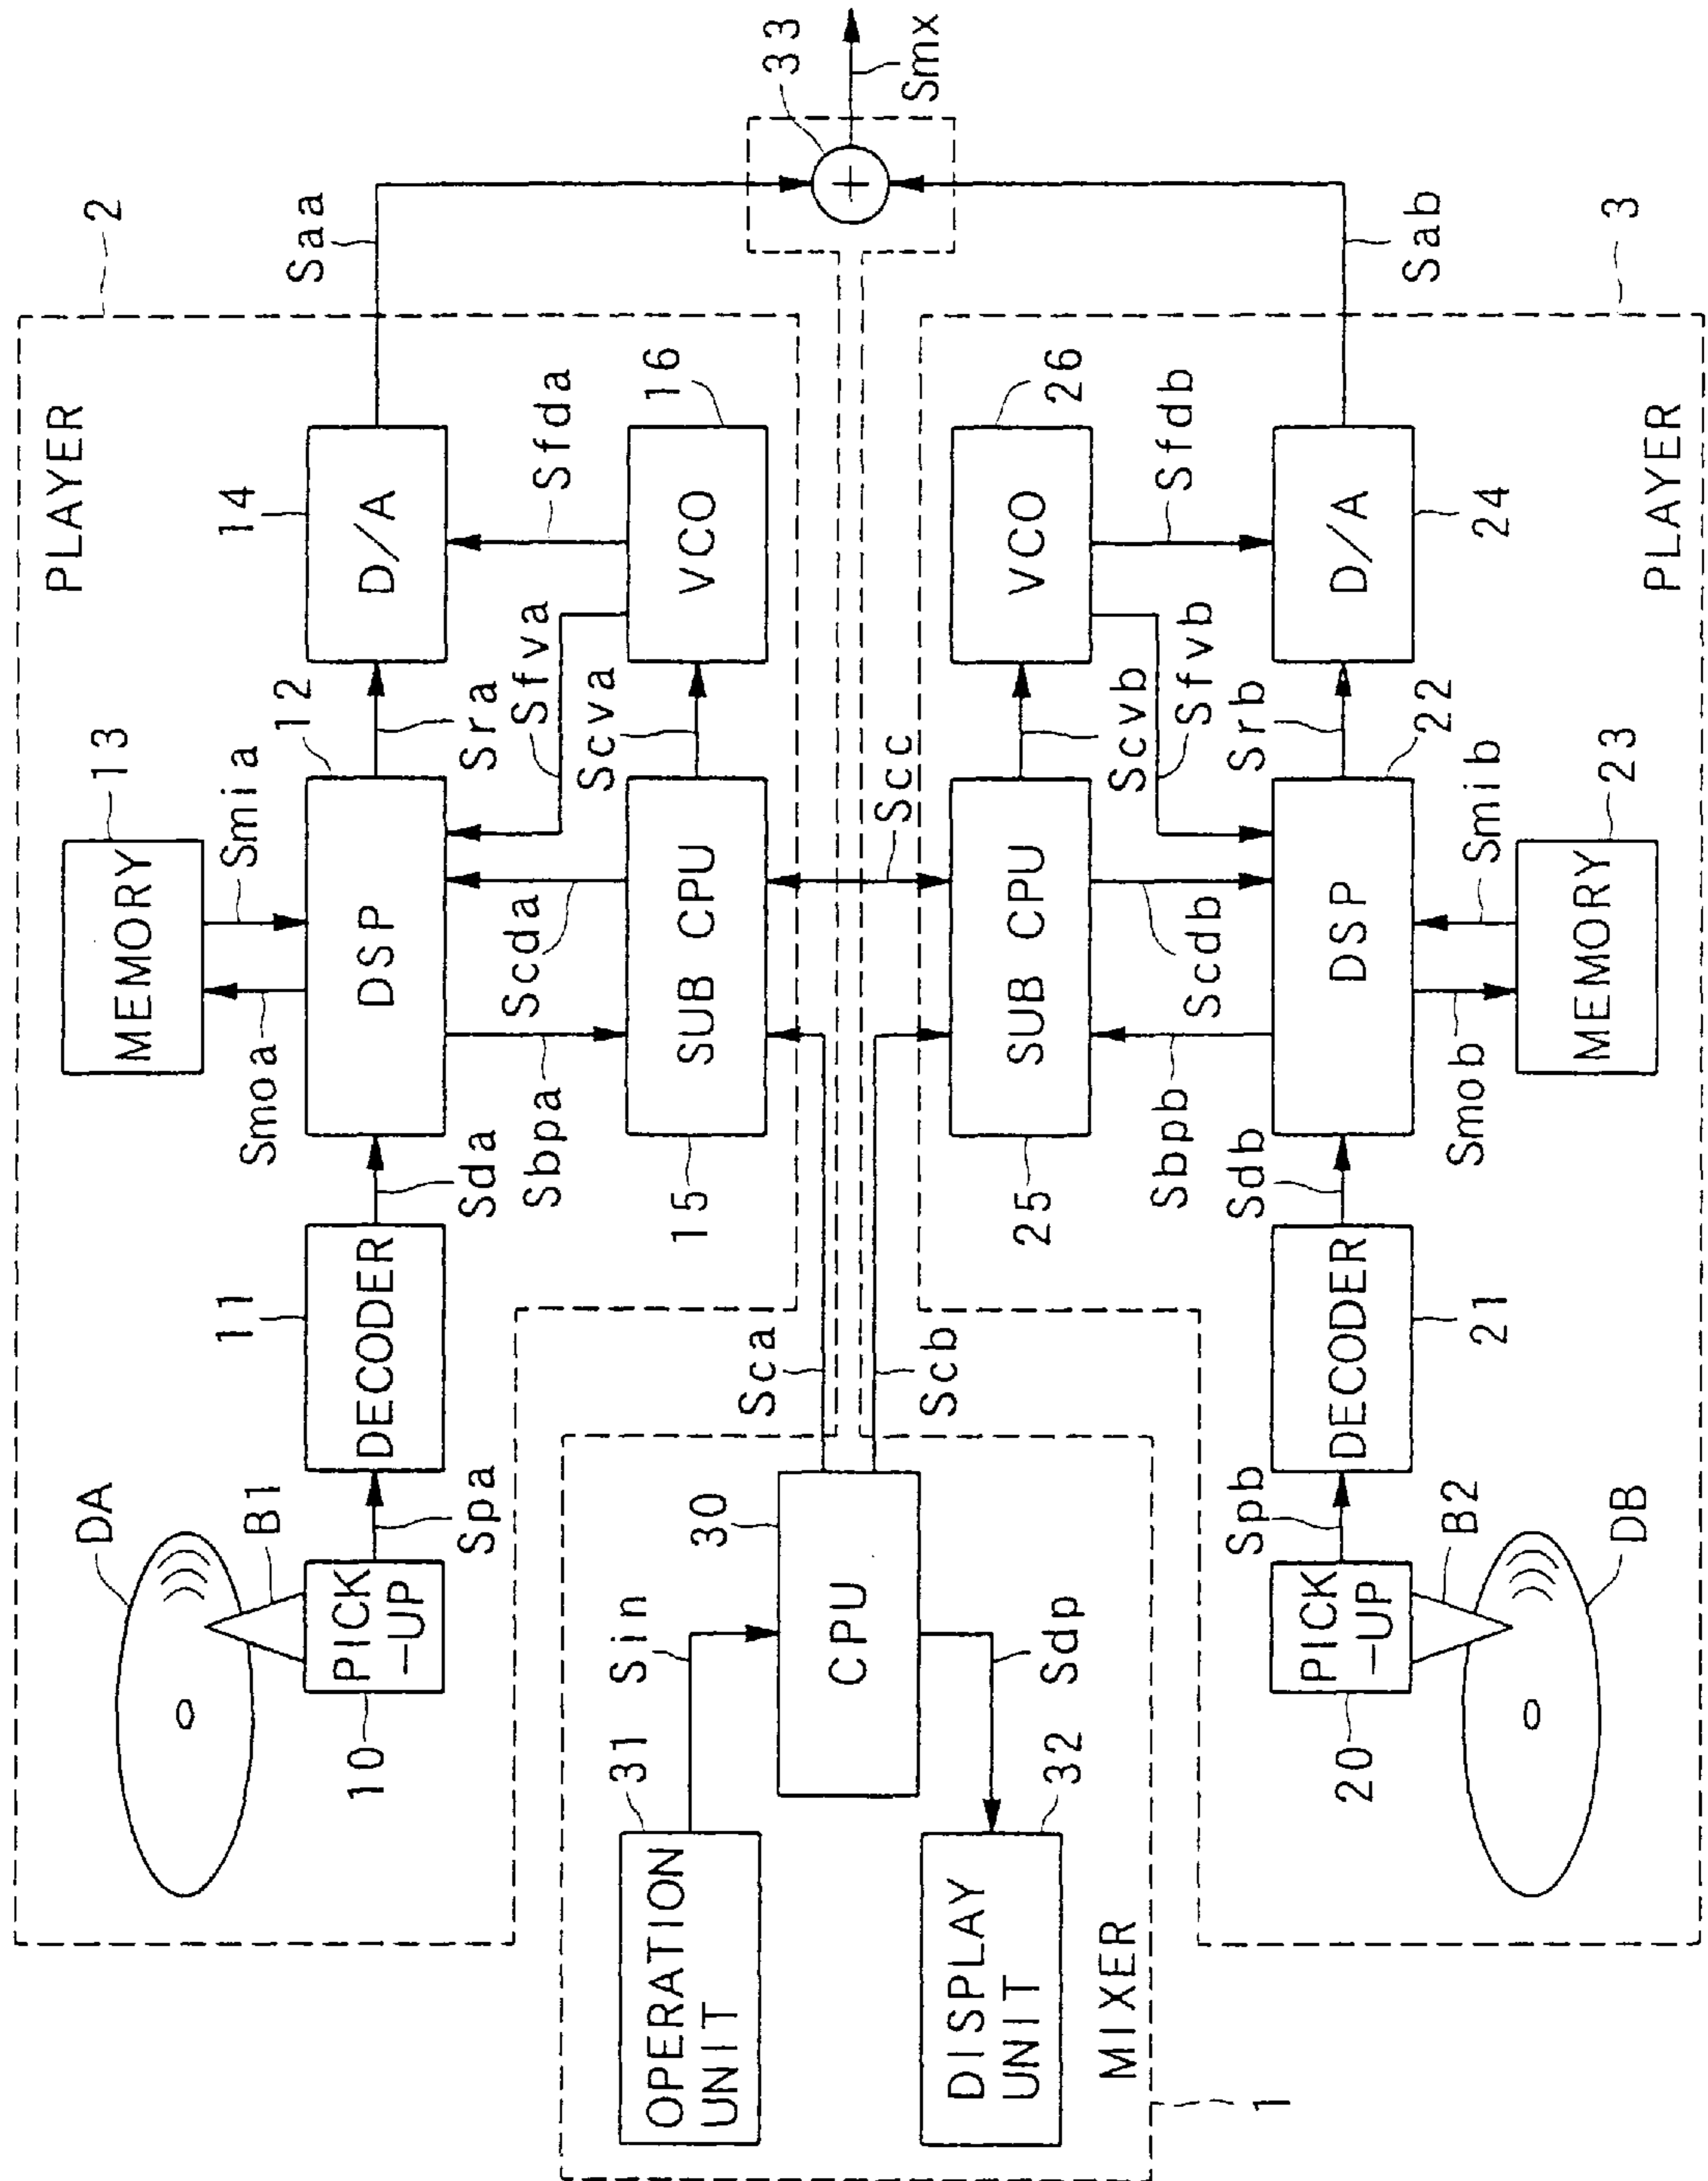 DA
B1
PICK
-UP
10
Spa
DECODER
11
Sda
MEMORY
13
Smoa
Smia
DSP
12
Sbpa
Scda
SUB CPU
15
Sra
Sfva
Scva
D/A
14
Sfda
VCO
16
PLAYER
2
Saa
OPERATION
UNIT
31
Sin
CPU
30
Sdp
DISPLAY
UNIT
32
MIXER
1
Sca
Scb
Scc
33
+
Smx
SUB CPU
25
VCO
26
Scvb
Sfvb
Srb
Sfdb
Sbpb
Scdb
DSP
22
D/A
24
Sdb
DECODER
21
Spb
PICK
-UP
20
B2
DB
Smob
Smib
MEMORY
23
PLAYER
3
Sab